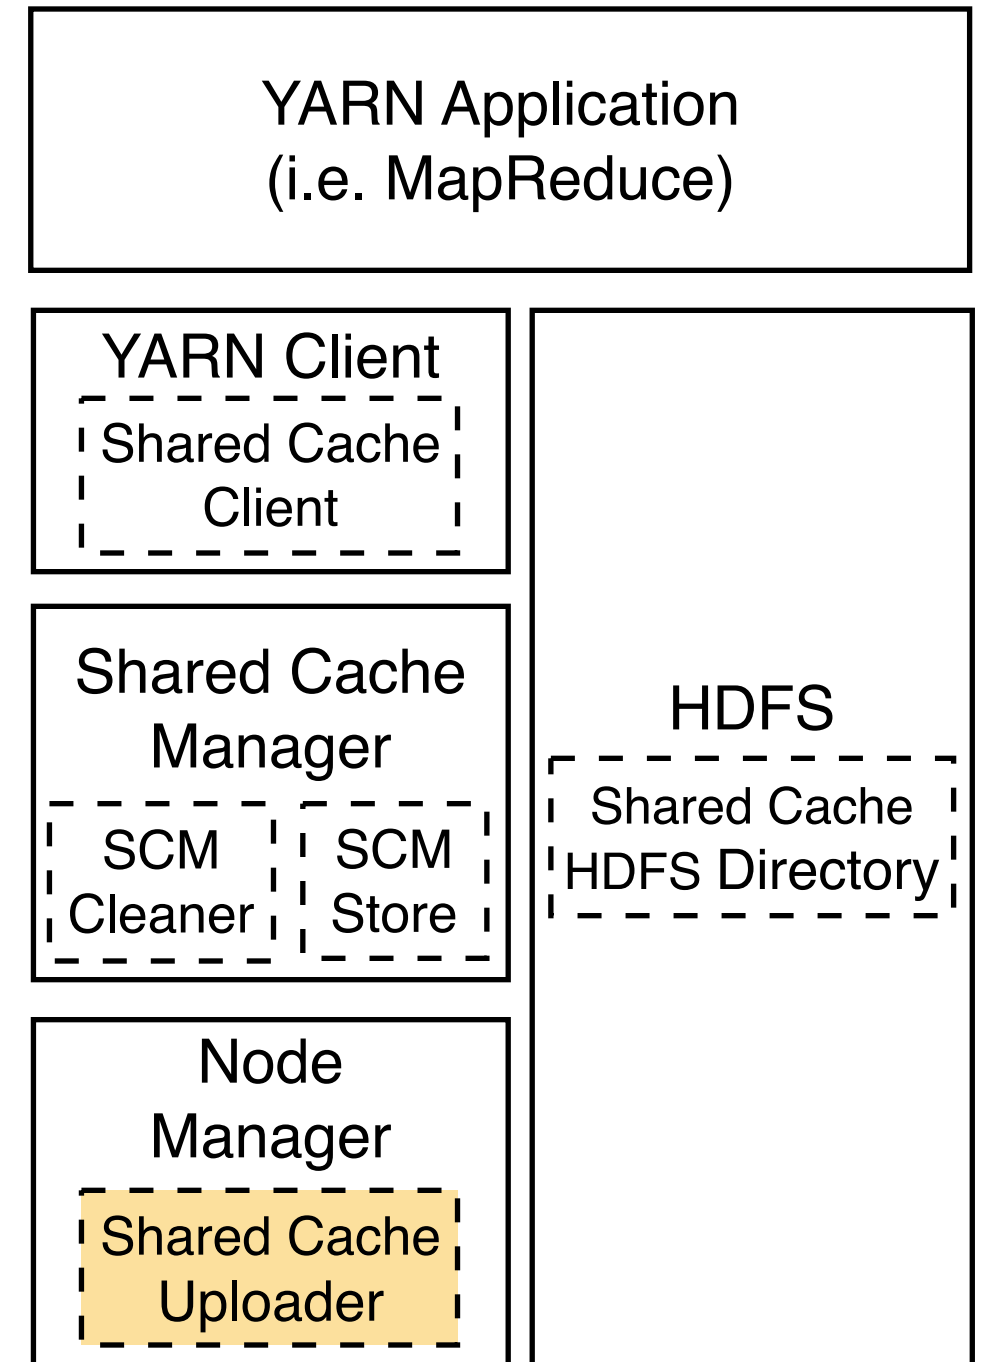 YARN Application
(i.e. MapReduce)
YARN Client
Shared Cache
Client
Shared Cache
Manager
SCM
Cleaner
SCM
Store
Node
Manager
Shared Cache
Uploader
HDFS
Shared Cache
HDFS Directory